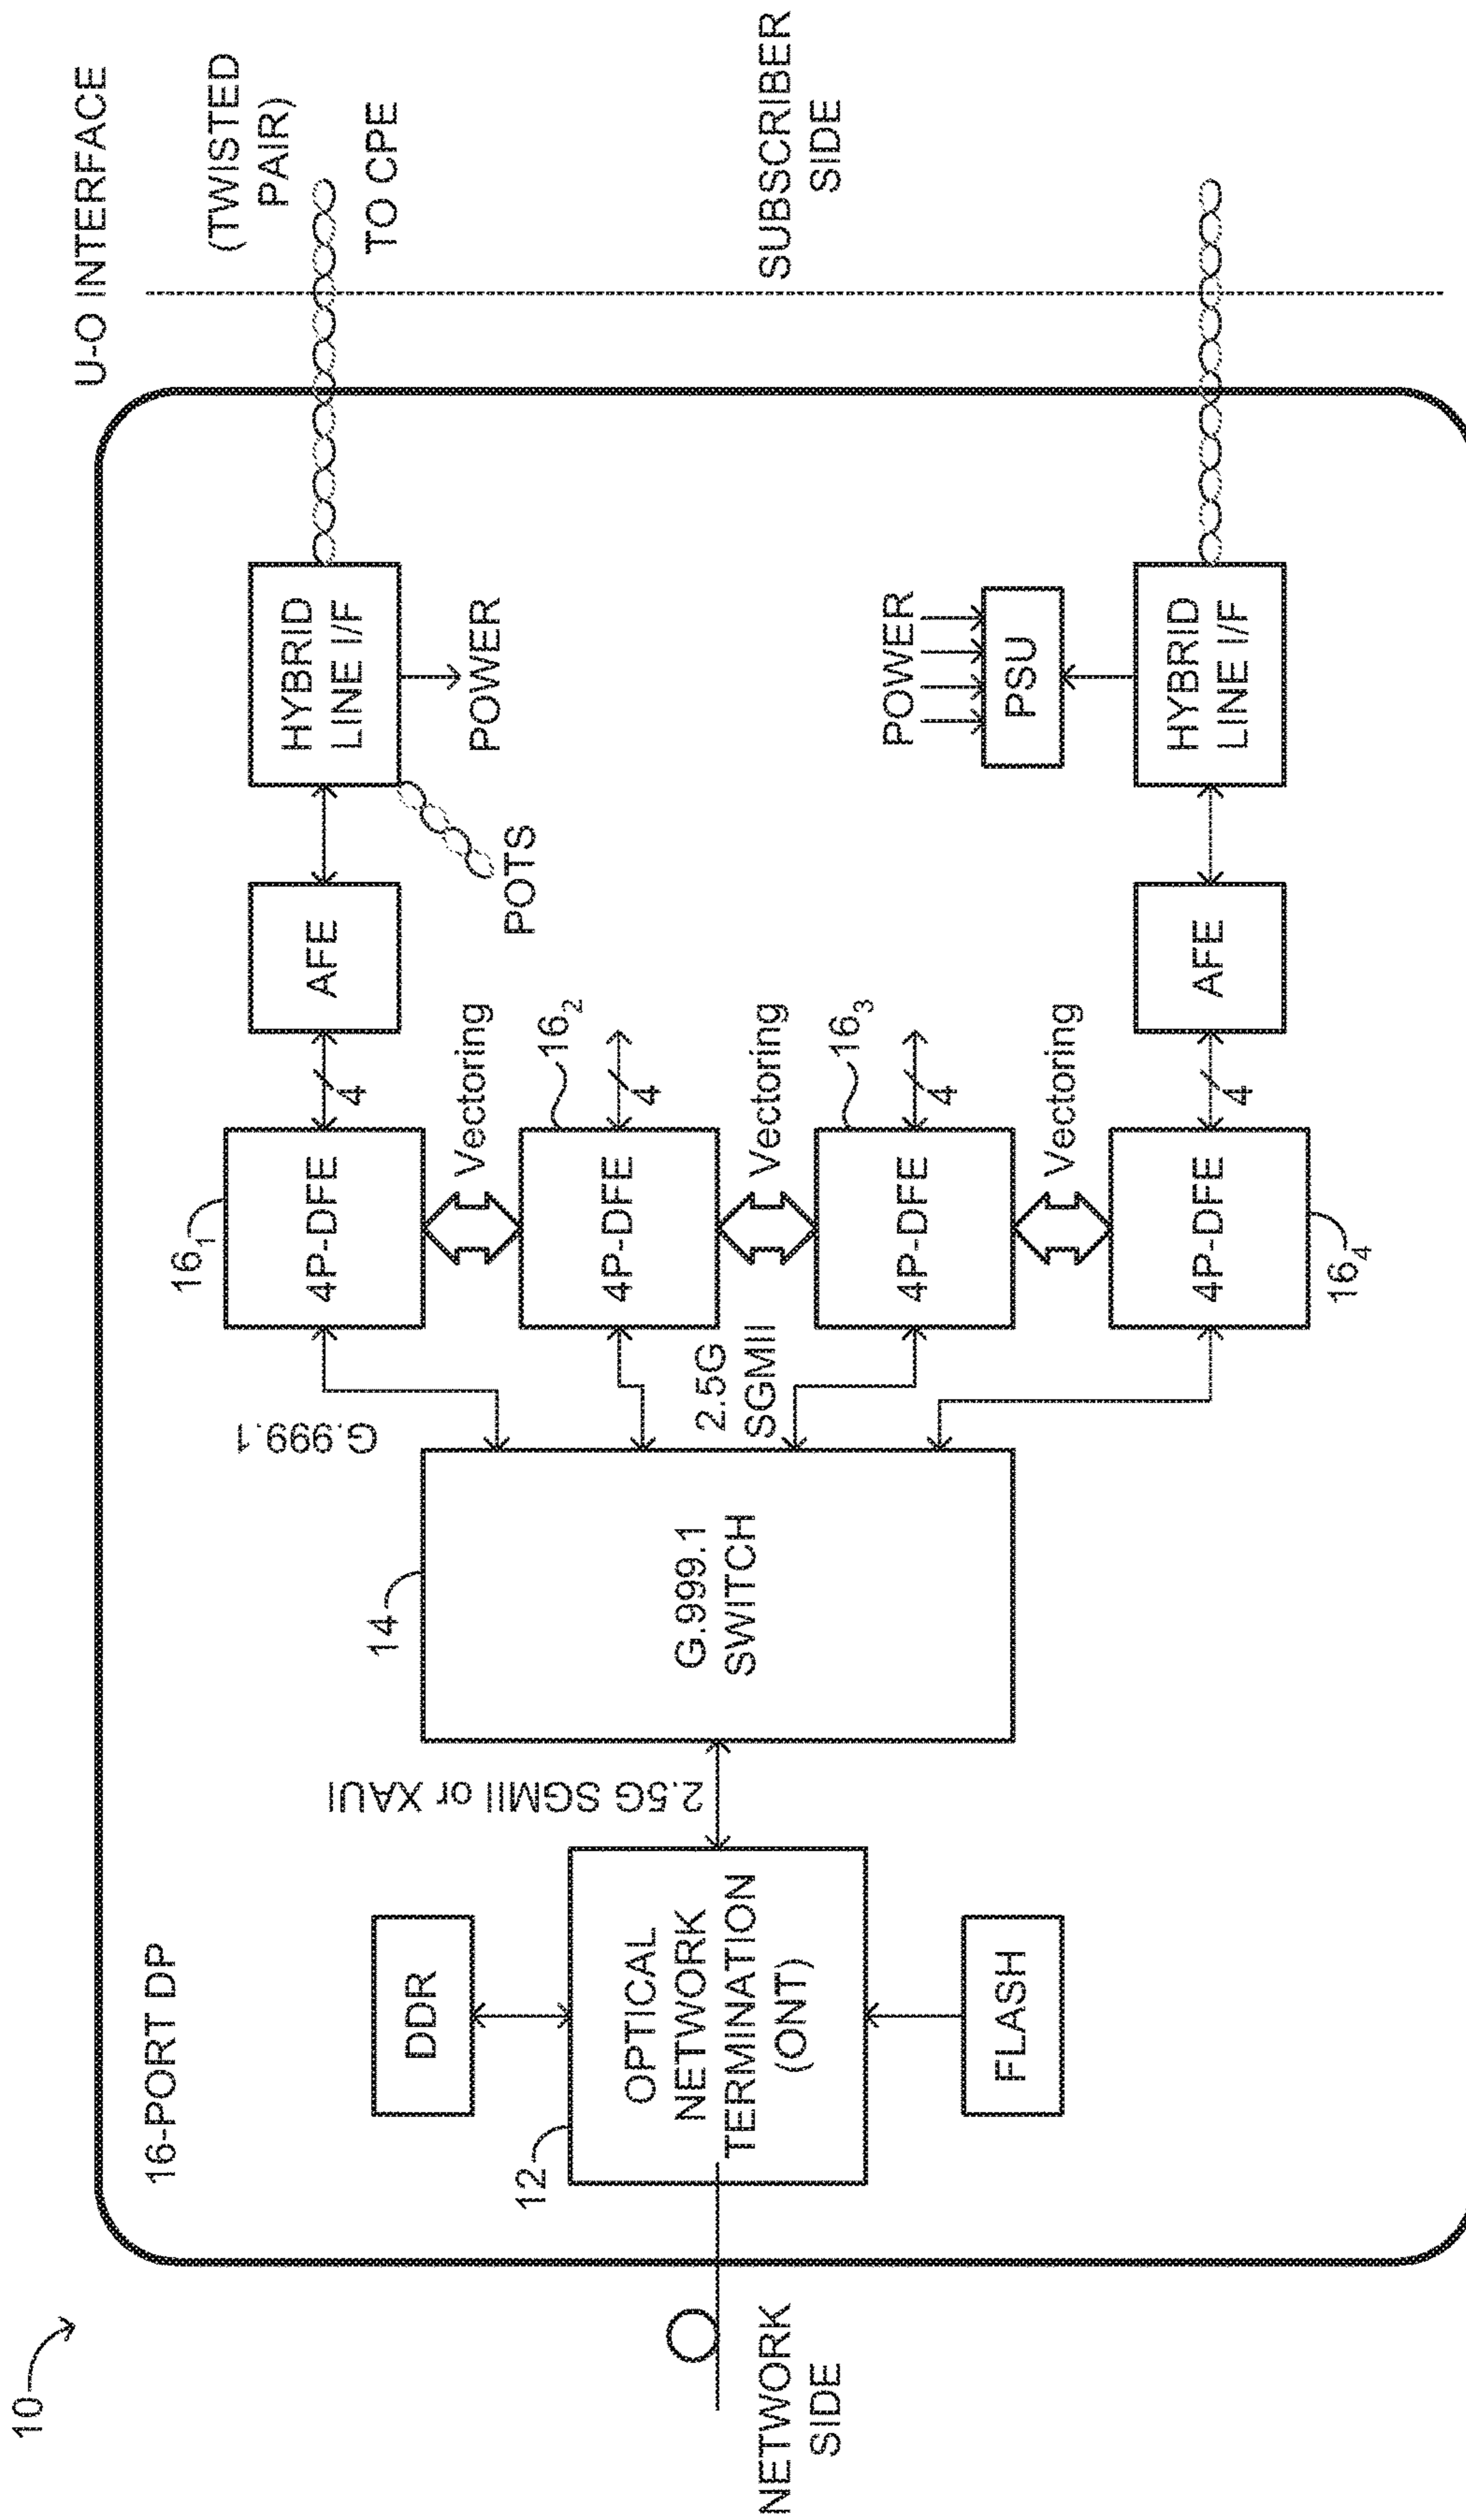 10
16-PORT DP
U-O INTERFACE
(TWISTED
PAIR)
TO CPE
SUBSCRIBER
SIDE
NETWORK
SIDE
12
DDR
OPTICAL
NETWORK
TERMINATION
(ONT)
FLASH
2.5G SGMII or XAUI
14
G.999.1
SWITCH
G.999.1
2.5G
SGMII
16₁
4P-DFE
4
Vectoring
16₂
4P-DFE
4
Vectoring
16₃
4P-DFE
4
Vectoring
4P-DFE
16₄
4
AFE
HYBRID
LINE I/F
POTS
POWER
POWER
PSU
AFE
HYBRID
LINE I/F